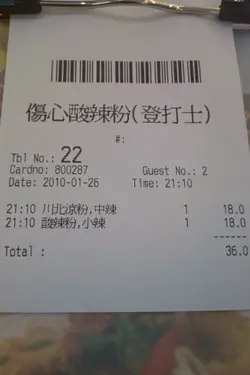 傷心酸辣粉(登打士)
#:
Tbl No.: 22
Cardno: 800287 Guest No.: 2
Date: 2010-01-26 Time: 21:10
21:10 川北涼粉,中辣 1 18.0
21:10 酸辣粉,小辣 1 18.0
Total : 36.0